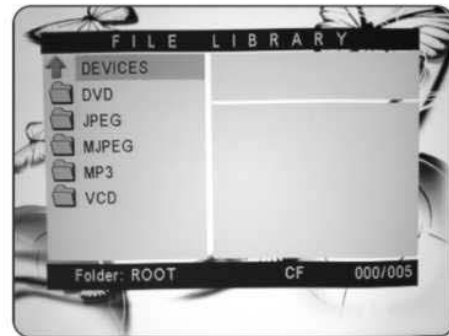 FILE LIBRARY
DEVICES
DVD
JPEG
MJPEG
MP3
VCD
Folder: ROOT CF 000/005